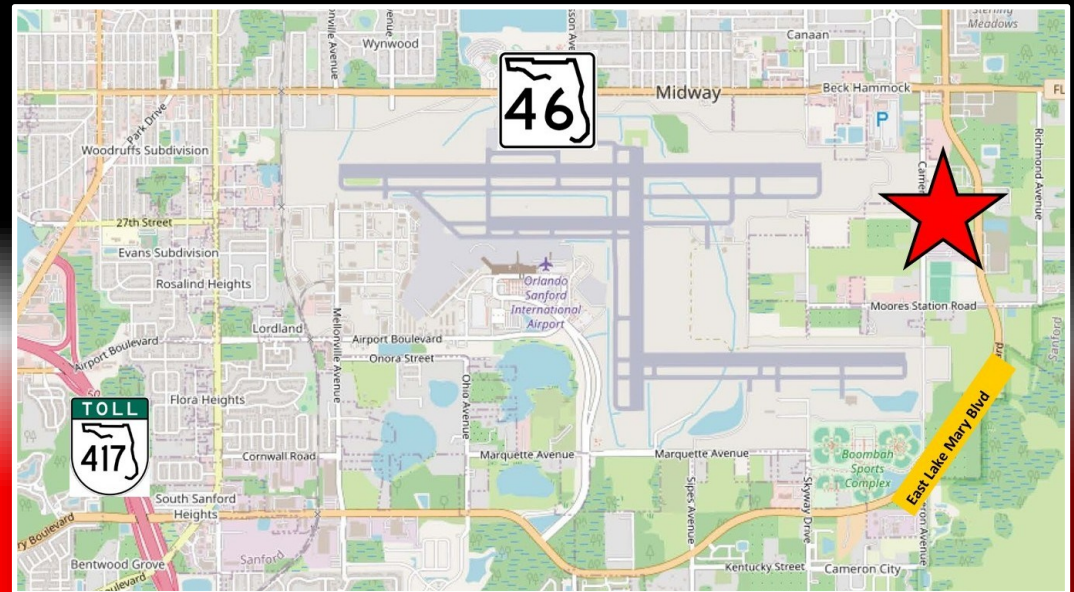 Sterling
Meadows
Wynwood
Canaan
46
Midway
Beck Hammock
FL
Park Drive
P
Woodruffs Subdivision
Richmond Avenue
27th Street
Evans Subdivision
Rosalind Heights
Orlando
Sanford
International
Airport
Moores Station Road
Mellonville Avenue
Lordland
Airport Boulevard
Airport Boulevard
Onora Street
Sanford
Ohio Avenue
Flora Heights
TOLL
417
East Lake Mary Blvd
Cornwall Road
Marquette Avenue
Marquette Avenue
Boombah
Sports
Complex
Sipes Avenue
Skyway Drive
South Sanford
Heights
Sanford
Bentwood Grove
Kentucky Street
Cameron City